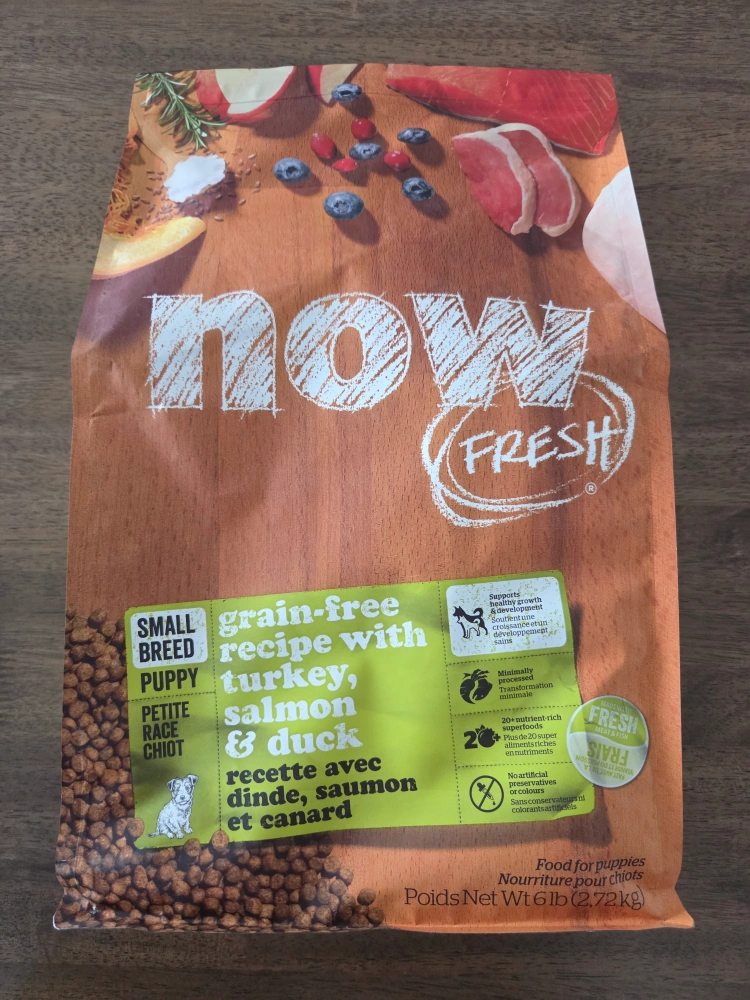 now
FRESH
®
SMALL
BREED
PUPPY
PETITE
RACE
CHIOT
grain-free
recipe with
turkey,
salmon
& duck
recette avec
dinde, saumon
et canard
Supports
healthy growth
& development
Soutient une
croissance et un
développement
sains
Minimally
processed
Transformation
minimale
20+ nutrient-rich
superfoods
Plus de 20 super
aliments riches
en nutriments
No artificial
preservatives
or colours
Sans conservateurs ni
colorants artificiels
FRESH
MEAT & FISH
FRAIS
Food for puppies
Nourriture pour chiots
Poids Net Wt 6 lb (2,72 kg)